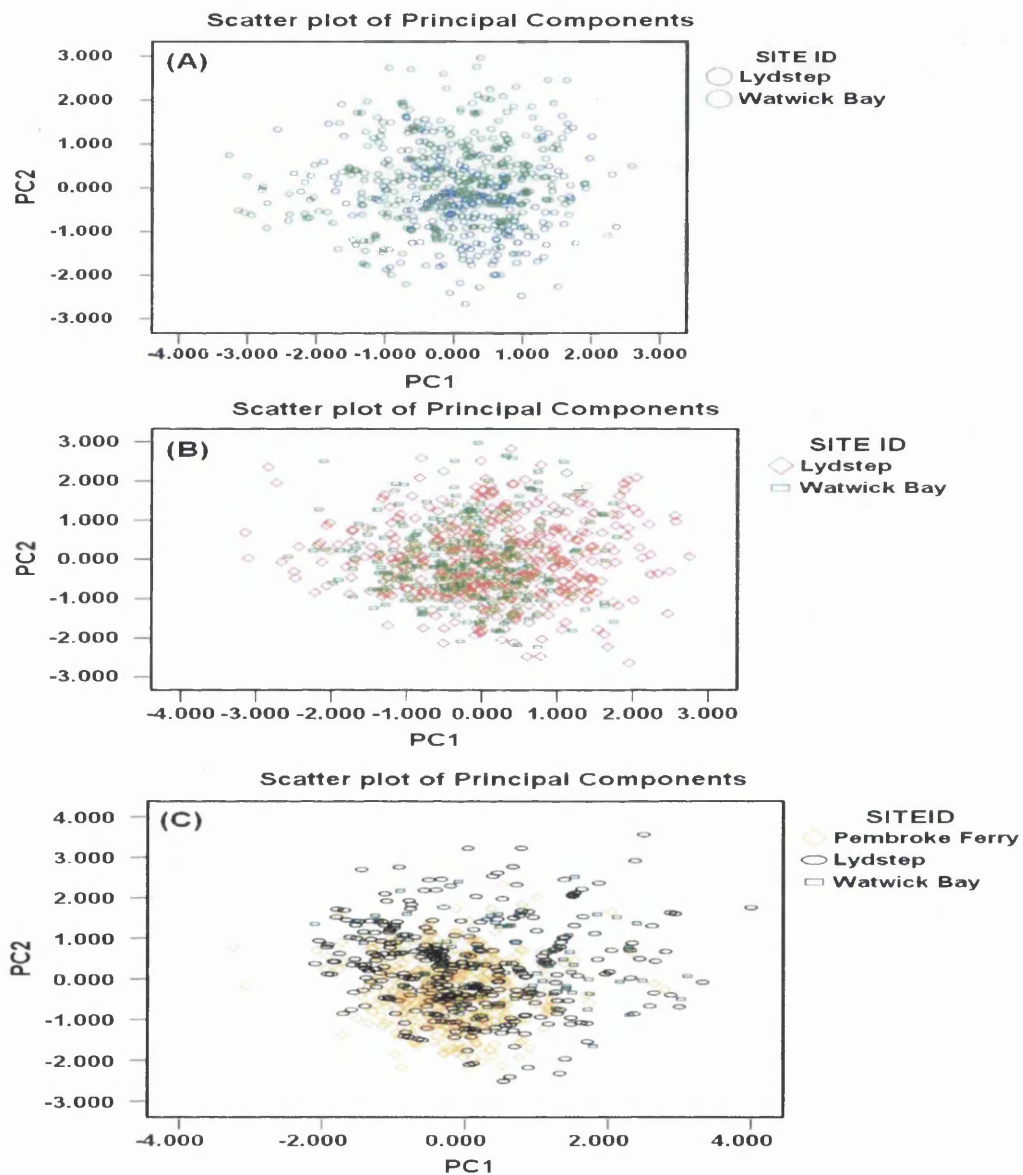 Scatter plot of Principal Components
(A)
3.000
2.000
1.000
0.000
-1.000
-2.000
-3.000
PC2
-4.000 -3.000 -2.000 -1.000 0.000 1.000 2.000 3.000
PC1
SITE ID
Lydstep
Watwick Bay
Scatter plot of Principal Components
(B)
3.000
2.000
1.000
0.000
-1.000
-2.000
-3.000
PC2
-4.000 -3.000 -2.000 -1.000 0.000 1.000 2.000 3.000
PC1
SITE ID
Lydstep
Watwick Bay
Scatter plot of Principal Components
(C)
4.000
3.000
2.000
1.000
0.000
-1.000
-2.000
-3.000
PC2
-4.000 -2.000 0.000 2.000 4.000
PC1
SITEID
Pembroke Ferry
Lydstep
Watwick Bay